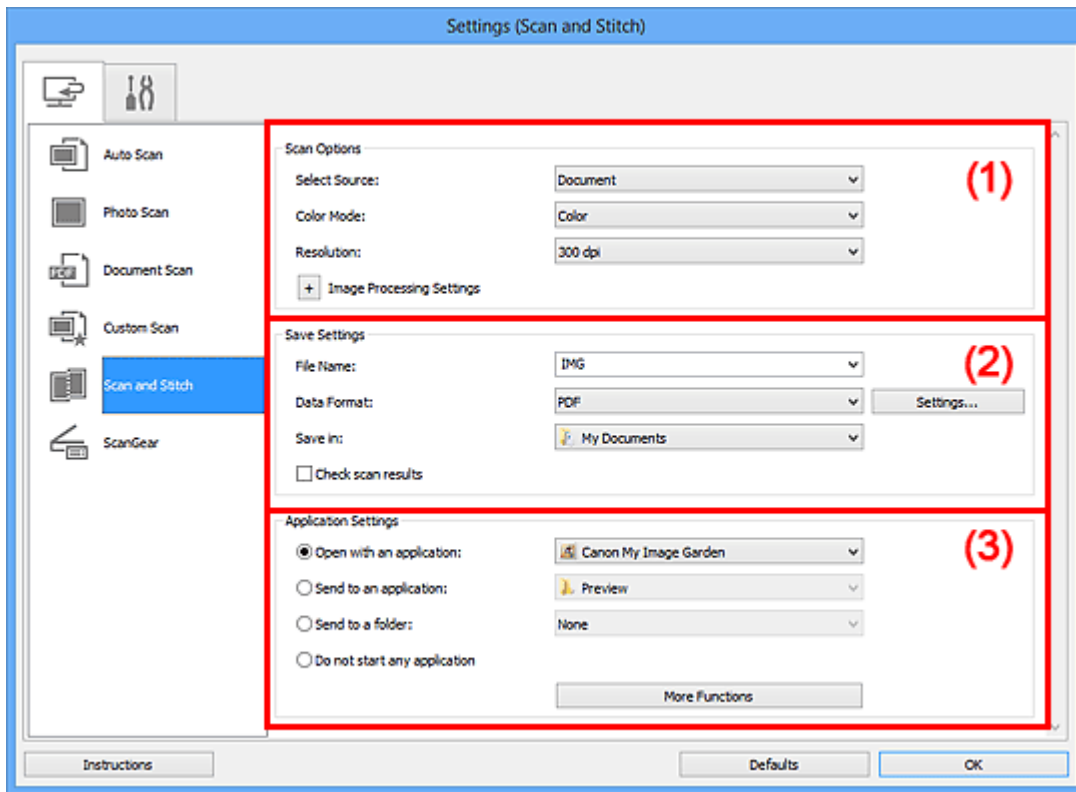 Settings (Scan and Stitch)
Auto Scan
Photo Scan
Document Scan
Custom Scan
Scan and Stitch
ScanGear
Scan Options
(1)
Select Source: Document
Color Mode: Color
Resolution: 300 dpi
+ Image Processing Settings
Save Settings
(2)
File Name: IMG
Data Format: PDF Settings...
Save in: My Documents
Check scan results
Application Settings
(3)
Open with an application: Canon My Image Garden
Send to an application: Preview
Send to a folder: None
Do not start any application
More Functions
Instructions Defaults OK